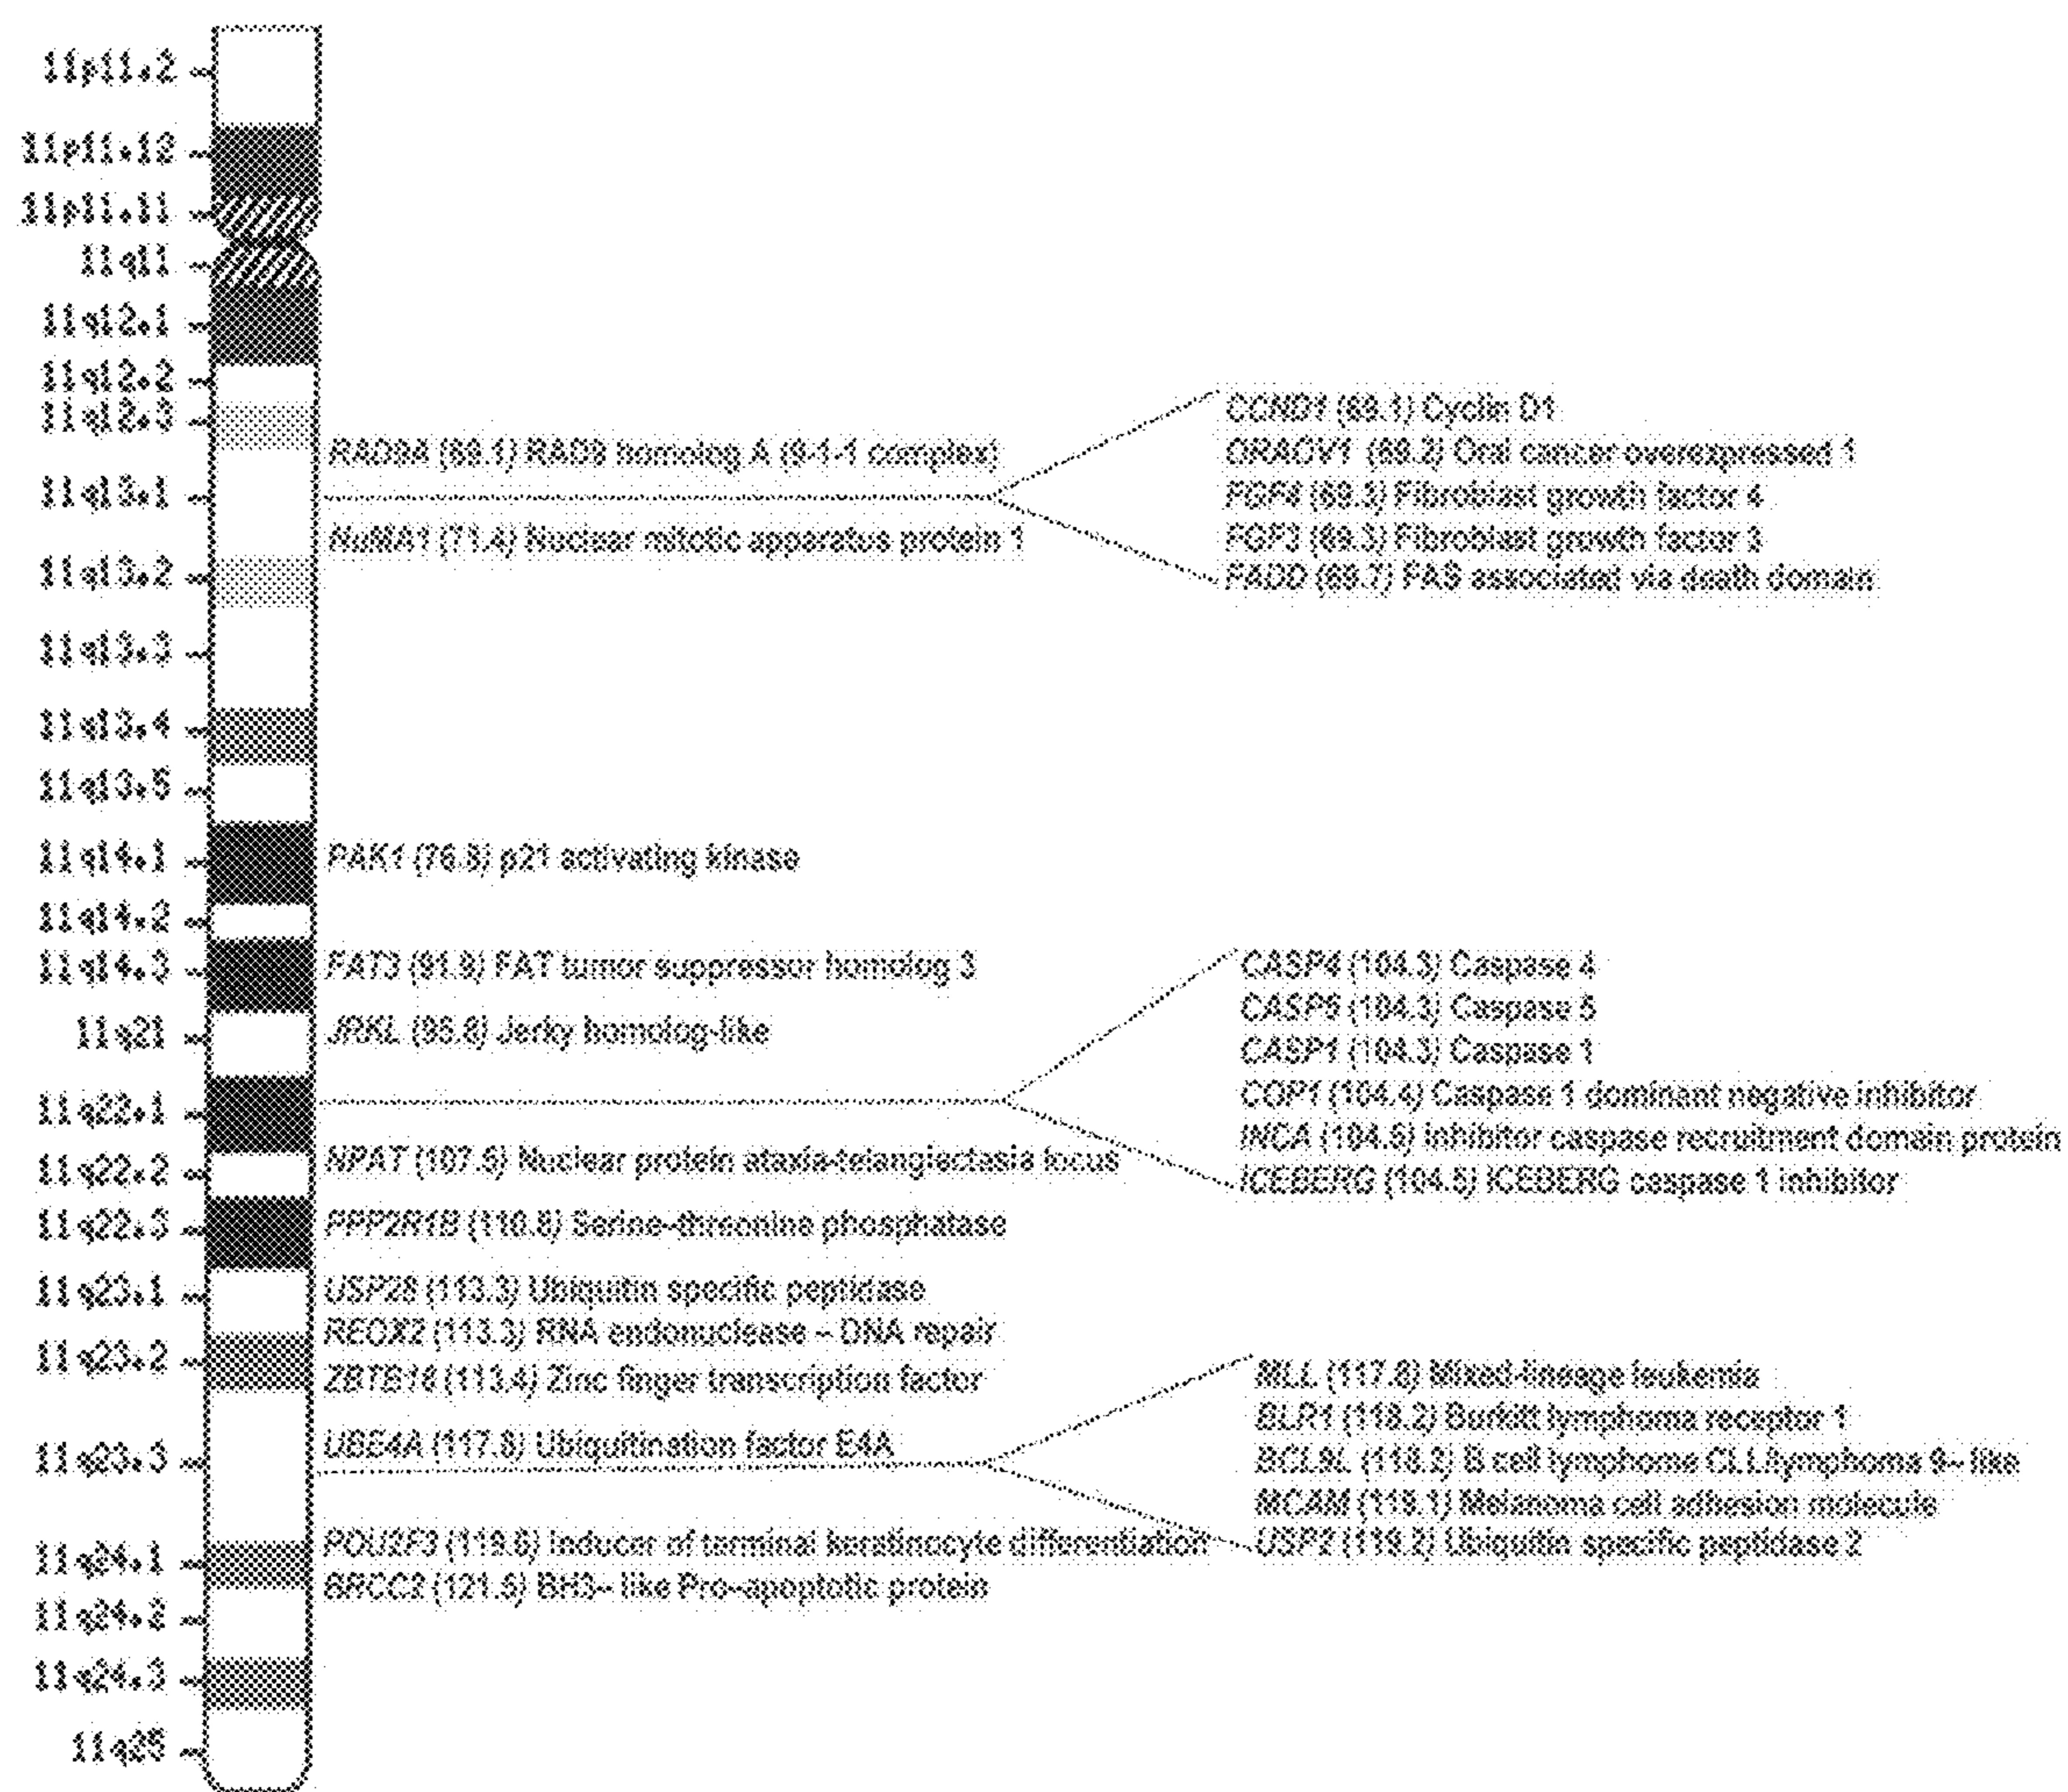 11p11.2
11p11.12
11p11.11
11q11
11q12.1
11q12.2
11q12.3
11q13.1
11q13.2
11q13.3
11q13.4
11q13.5
11q14.1
11q14.2
11q14.3
11q21
11q22.1
11q22.2
11q22.3
11q23.1
11q23.2
11q23.3
11q24.1
11q24.2
11q24.3
11q25
RAD9A (69.1) RAD9 homolog A (9-1-1 complex)
NuMA1 (71.4) Nuclear mitotic apparatus protein 1
PAK1 (76.8) p21 activating kinase
FAT3 (91.9) FAT tumor suppressor homolog 3
JRKL (95.8) Jerky homolog-like
NPAT (107.5) Nuclear protein ataxia-telangiectasia locus
PPP2R1B (110.8) Serine-threonine phosphatase
USP28 (113.3) Ubiquitin specific peptidase
REOX2 (113.3) RNA endonuclease – DNA repair
ZBTB16 (113.4) Zinc finger transcription factor
UBE4A (117.8) Ubiquitination factor E4A
POU2F3 (119.6) Inducer of terminal keratinocyte differentiation
BRCC2 (121.5) BH3- like Pro-apoptotic protein
CCND1 (69.1) Cyclin D1
ORAOV1 (69.2) Oral cancer overexpressed 1
FGF4 (69.3) Fibroblast growth factor 4
FGF3 (69.3) Fibroblast growth factor 3
FADD (69.7) FAS associated via death domain
CASP4 (104.3) Caspase 4
CASP5 (104.3) Caspase 5
CASP1 (104.3) Caspase 1
COP1 (104.4) Caspase 1 dominant negative inhibitor
INCA (104.5) Inhibitor caspase recruitment domain protein
ICEBERG (104.5) ICEBERG caspase 1 inhibitor
MLL (117.8) Mixed-lineage leukemia
BLR1 (118.2) Burkitt lymphoma receptor 1
BCL9L (118.2) B cell lymphoma CLL/lymphoma 9- like
MCAM (119.1) Melanoma cell adhesion molecule
USP2 (119.2) Ubiquitin specific peptidase 2